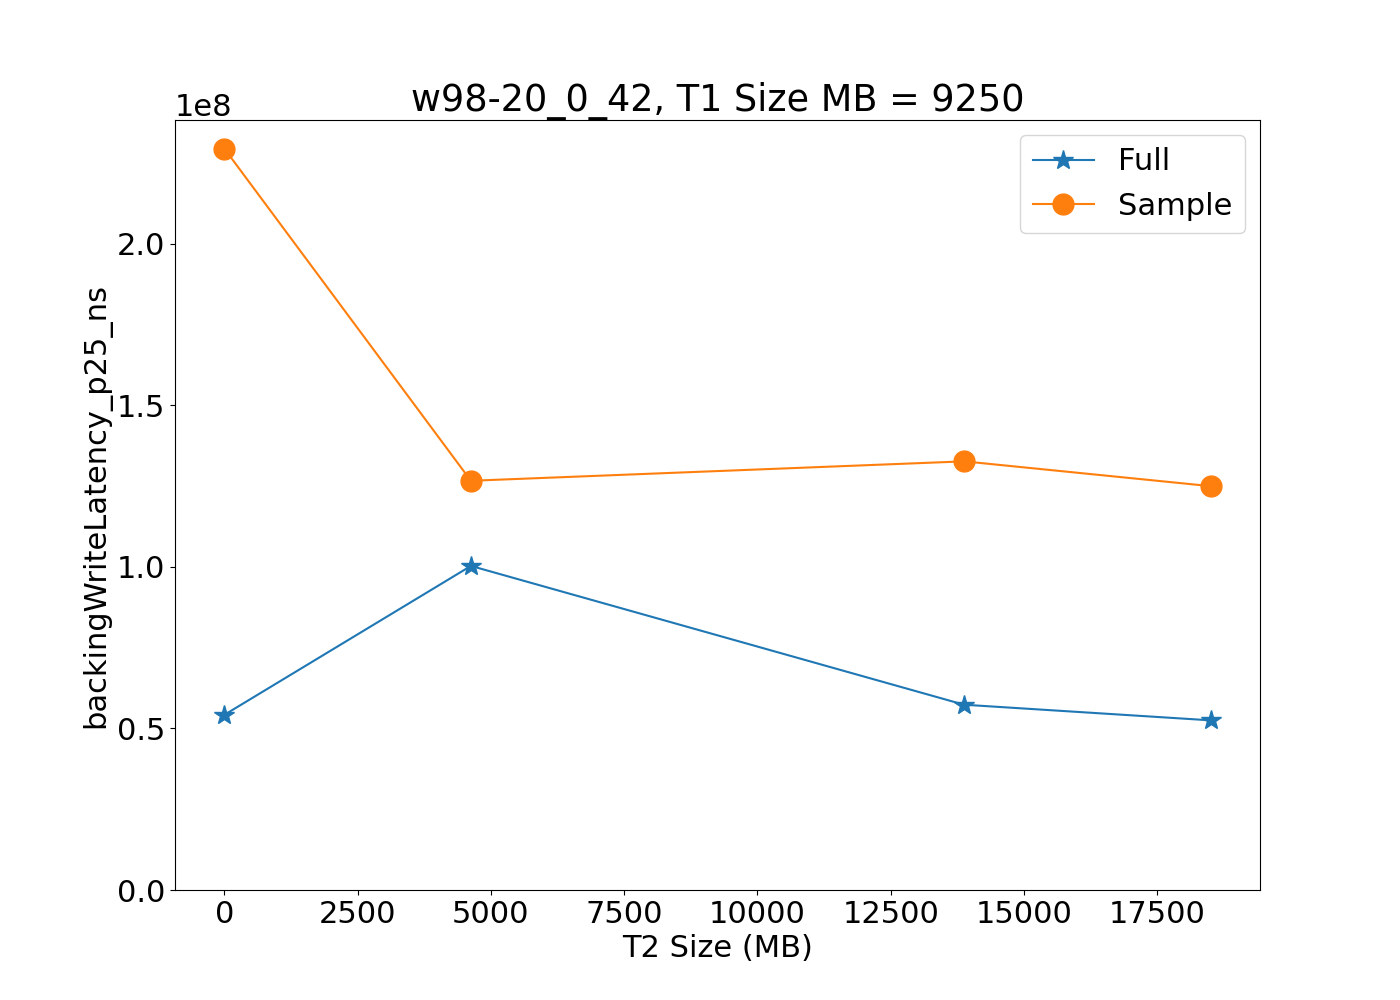 w98-20_0_42, T1 Size MB = 9250
1e8
Full
Sample
2.0
1.5
1.0
0.5
0.0
backingWriteLatency_p25_ns
0 2500 5000 7500 10000 12500 15000 17500
T2 Size (MB)